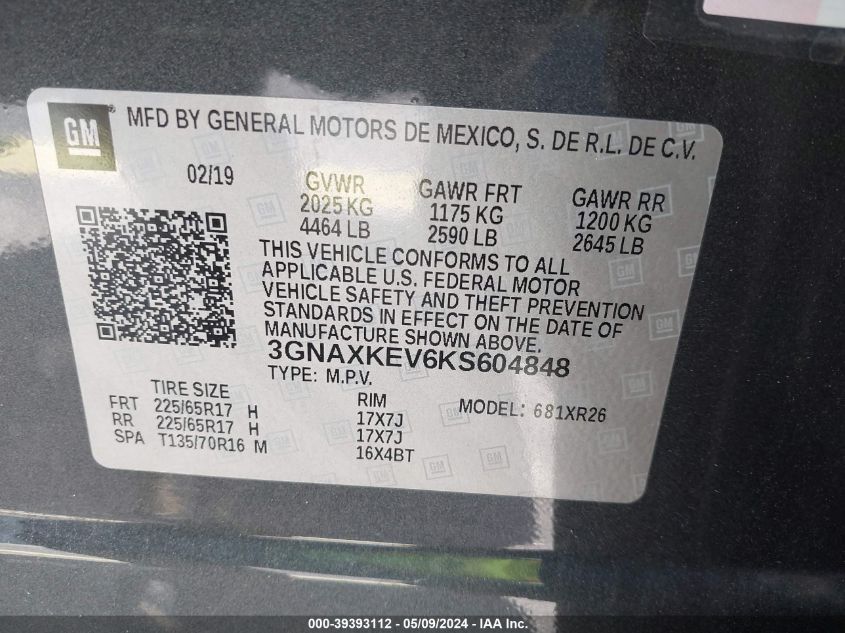 GM
MFD BY GENERAL MOTORS DE MEXICO, S. DE R.L. DE C.V.
02/19 GVWR GAWR FRT GAWR RR
2025 KG 1175 KG 1200 KG
4464 LB 2590 LB 2645 LB
THIS VEHICLE CONFORMS TO ALL
APPLICABLE U.S. FEDERAL MOTOR
VEHICLE SAFETY AND THEFT PREVENTION
STANDARDS IN EFFECT ON THE DATE OF
MANUFACTURE SHOWN ABOVE.
3GNAXKEV6KS604848
TYPE: M.P.V.
TIRE SIZE RIM MODEL: 681XR26
FRT 225/65R17 H 17X7J
RR 225/65R17 H 17X7J
SPA T135/70R16 M 16X4BT
000-39393112 - 05/09/2024 - IAA Inc.